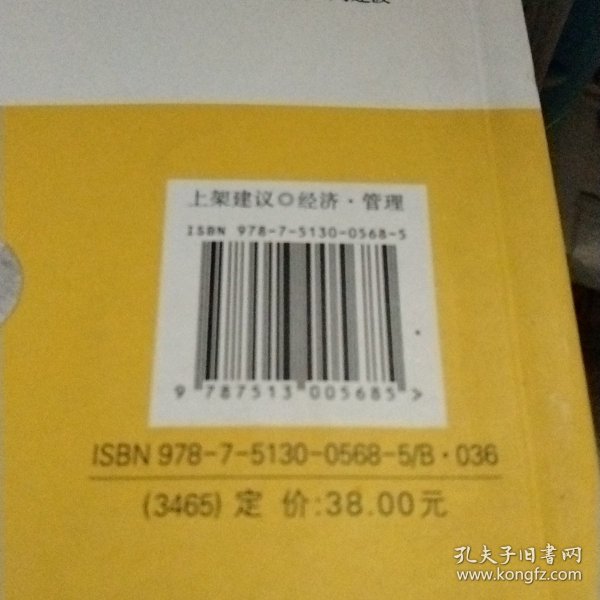 上架建议○经济·管理
ISBN 978-7-5130-0568-5
9 787513 005685 >
ISBN 978-7-5130-0568-5/B·036
(3465) 定 价:38.00元
孔夫子旧書网
www.kongfz.com